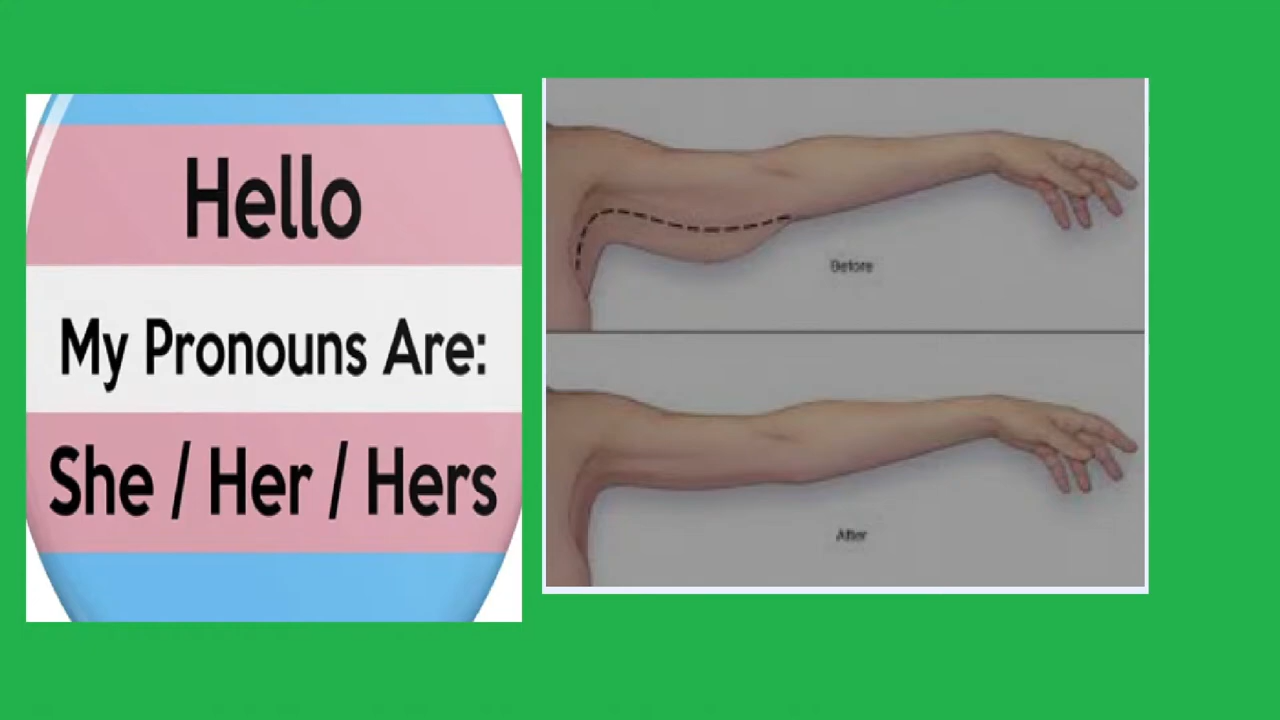 Hello
My Pronouns Are:
She / Her / Hers
Before
After